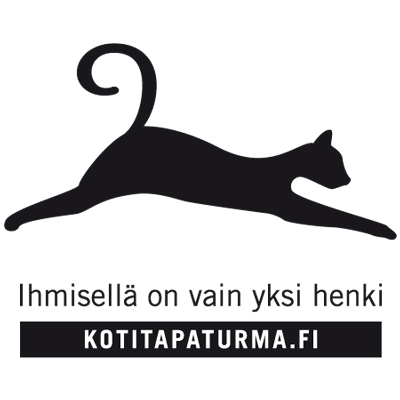 Ihmisellä on vain yksi henki
KOTITAPATURMA.FI